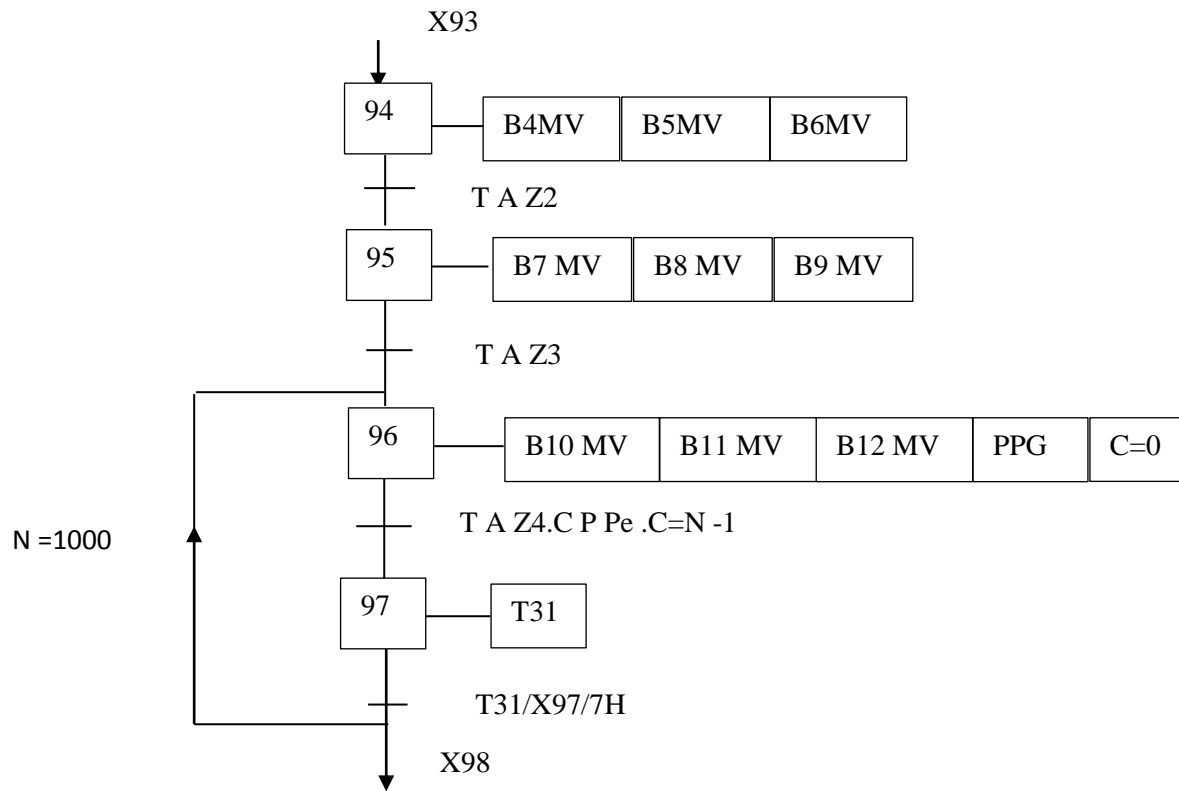 X93
94
B4MV B5MV B6MV
T A Z2
95
B7 MV B8 MV B9 MV
T A Z3
96
B10 MV B11 MV B12 MV PPG C=0
T A Z4.C P Pe .C=N -1
N =1000
97
T31
T31/X97/7H
X98